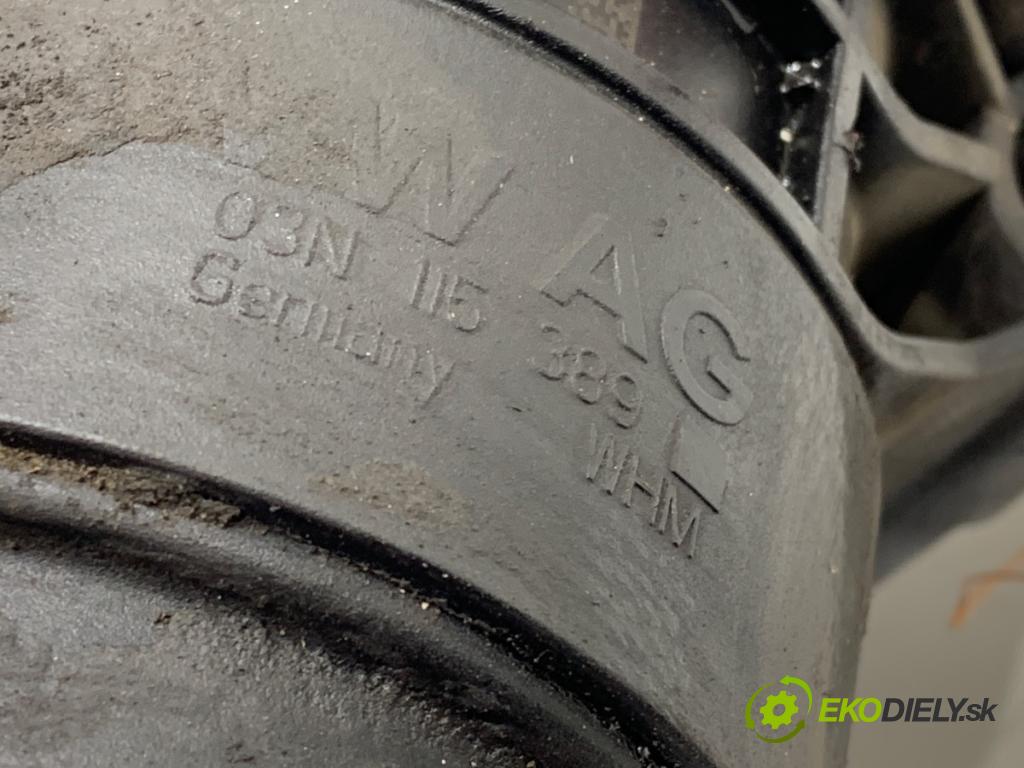 VW AG
03N 115 389 L
Germany WHM
EKODIELY.sk